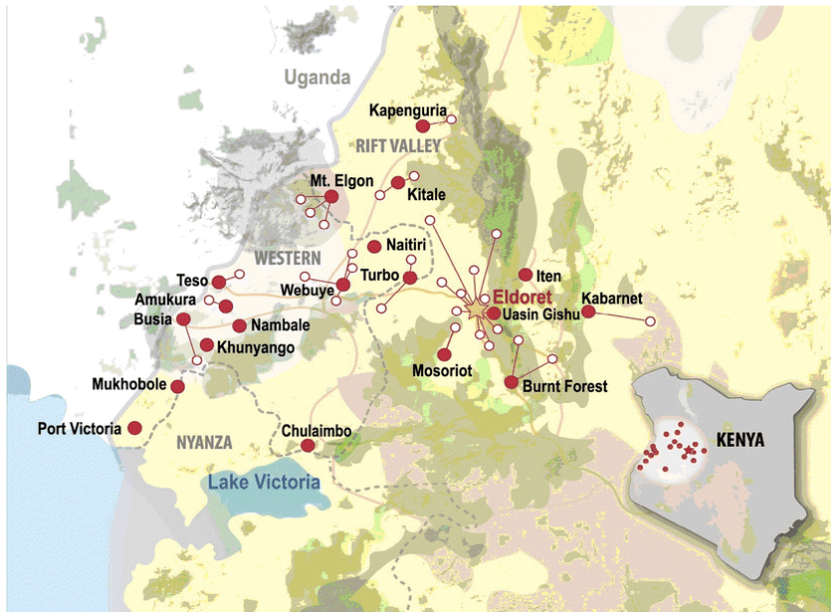 Uganda
Kapenguria
RIFT VALLEY
Mt. Elgon
Kitale
Naitiri
WESTERN
Teso
Webuye
Turbo
Iten
Amukura
Eldoret
Kabarnet
Busia
Uasin Gishu
Nambale
Khunyango
Mosoriot
Mukhobole
Burnt Forest
Port Victoria
NYANZA
Chulaimbo
KENYA
Lake Victoria